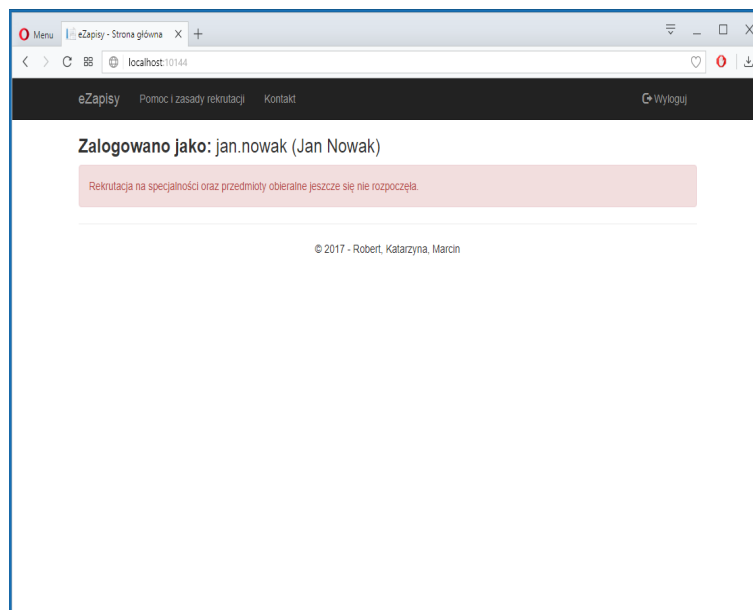 Menu eZapisy - Strona główna
localhost:10144
eZapisy Pomoc i zasady rekrutacji Kontakt Wyloguj
Zalogowano jako: jan.nowak (Jan Nowak)
Rekrutacja na specjalności oraz przedmioty obieralne jeszcze się nie rozpoczęła.
© 2017 - Robert, Katarzyna, Marcin